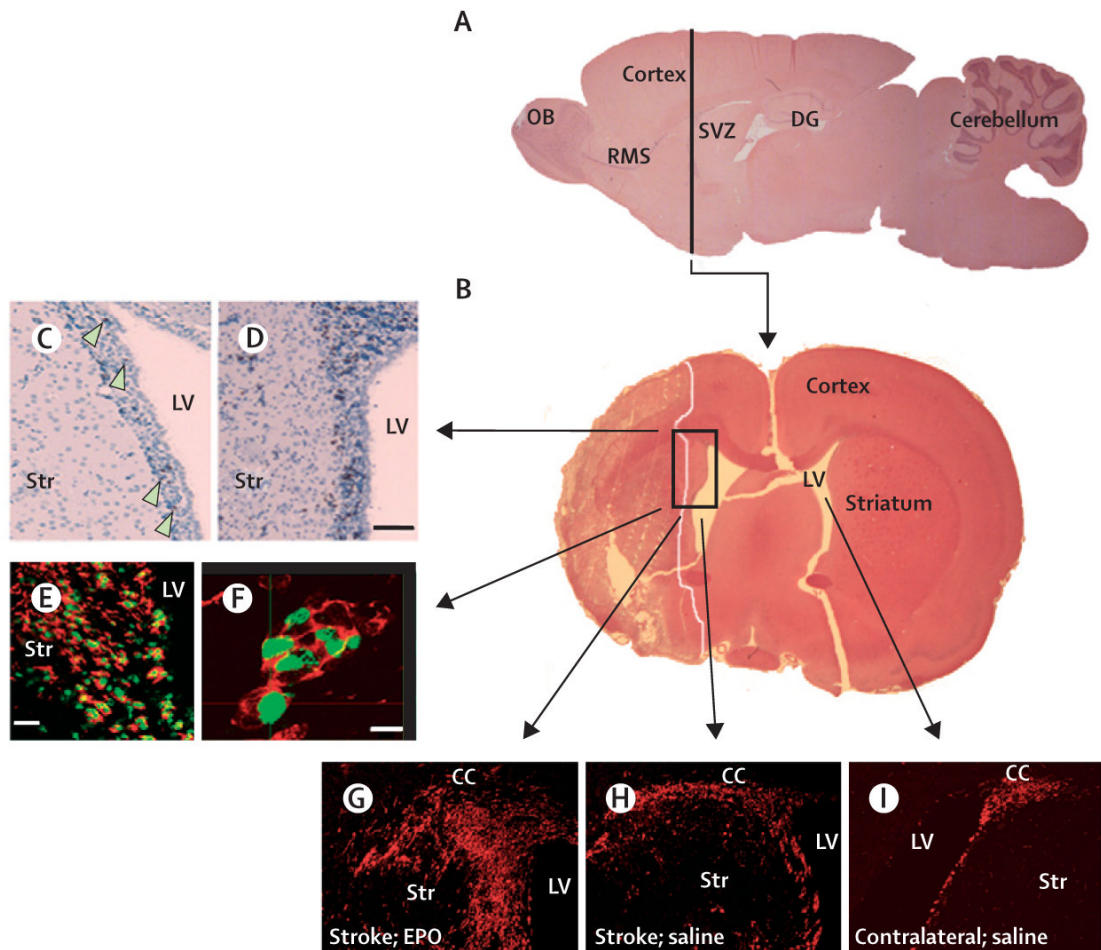 A
Cortex
OB
SVZ
DG
Cerebellum
RMS
B
C
D
LV
LV
Str
Str
Cortex
LV
Striatum
E
LV
Str
F
G
CC
Str
LV
Stroke; EPO
H
CC
LV
Str
Stroke; saline
I
CC
LV
Str
Contralateral; saline